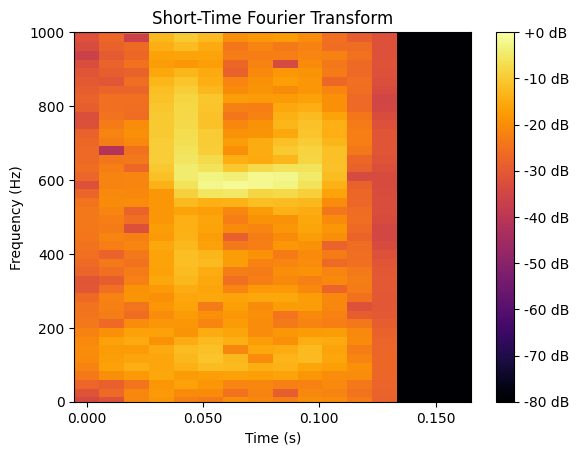 Short-Time Fourier Transform
Frequency (Hz)
1000
800
600
400
200
0
0.000
0.050
0.100
0.150
Time (s)
+0 dB
-10 dB
-20 dB
-30 dB
-40 dB
-50 dB
-60 dB
-70 dB
-80 dB